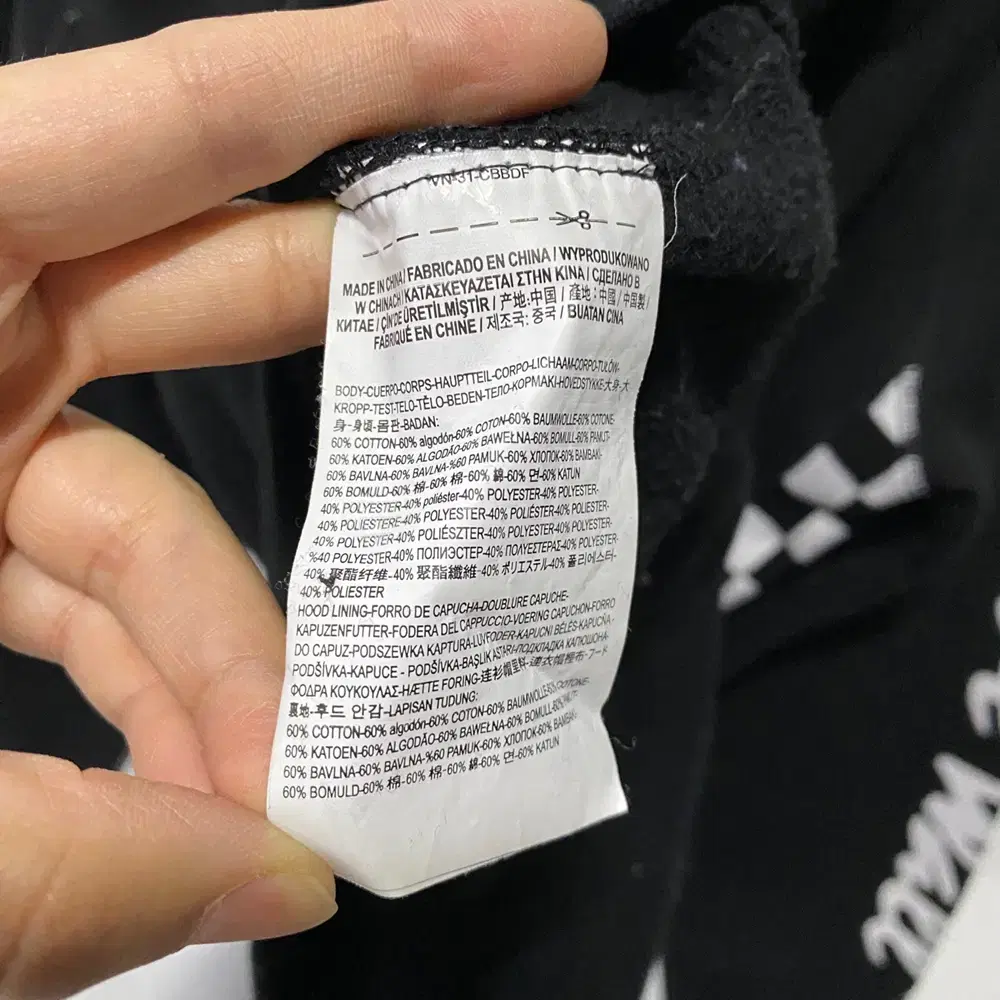 VN-31-CBBDF
MADE IN CHINA / FABRICADO EN CHINA / WYPRODUKOWANO
W CHINACH / ΚΑΤΑΣΚΕΥΑΖΕΤΑΙ ΣΤΗΝ ΚΙΝΑ / СДЕЛАНО В
КИТАЕ / ÇIN'DE ÜRETİLMİŞTİR / 产地:中国 / 產地:中國 / 中国製 /
FABRIQUÉ EN CHINE / 제조국: 중국 / BUATAN CINA
BODY-CUERPO-CORPS-HAUPTTEIL-CORPO-LICHAAM-CORPO-TUŁÓW-
KROPP-TEST-TELO-TĚLO-BEDEN-ТЕЛО-ΚΟΡΜΑΚΙ-HOVEDSTYKKE-大身-大
身-身頃-몸판-BADAN:
60% COTTON-60% algodón-60% COTON-60% BAUMWOLLE-60% COTONE-
60% KATOEN-60% ALGODÃO-60% BAWEŁNA-60% BOMULL-60% PAMUT-
60% BAVLNA-60% BAVLNA-%60 PAMUK-60% ХЛОПОК-60% ΒΑΜΒΑΚΙ-
60% BOMULD-60% 棉-60% 棉-60% 綿-60% 면-60% KATUN
40% POLYESTER-40% poliéster-40% POLYESTER-40% POLYESTER-
40% POLIESTERE-40% POLYESTER-40% POLIÉSTER-40% POLIESTER-
40% POLYESTER-40% POLIÉSZTER-40% POLYESTER-40% POLYESTER-
%40 POLYESTER-40% ПОЛИЭСТЕР-40% ΠΟΛΥΕΣΤΕΡΑΣ-40% POLYESTER-
40% 聚酯纤维-40% 聚酯纖維-40% ポリエステル-40% 폴리에스터-
40% POLIESTER
HOOD LINING-FORRO DE CAPUCHA-DOUBLURE CAPUCHE-
KAPUZENFUTTER-FODERA DEL CAPPUCCIO-VOERING CAPUCHON-FORRO
DO CAPUZ-PODSZEWKA KAPTURA-LUVFODER-KAPUCNI BÉLÉS-KAPUCŇA-
PODŠÍVKA-KAPUCE - PODŠÍVKA-BAŞLIK ASTARI-ПОДКЛАДКА КАПЮШОНА-
ΦΟΔΡΑ ΚΟΥΚΟΥΛΑΣ-HÆTTE FORING-连衫帽里料-連衣帽裡布-フード
裏地-후드 안감-LAPISAN TUDUNG:
60% COTTON-60% algodón-60% COTON-60% BAUMWOLLE-60% COTONE-
60% KATOEN-60% ALGODÃO-60% BAWEŁNA-60% BOMULL-60% PAMUT-
60% BAVLNA-60% BAVLNA-%60 PAMUK-60% ХЛОПОК-60% ΒΑΜΒΑΚΙ-
60% BOMULD-60% 棉-60% 棉-60% 綿-60% 면-60% KATUN
Wall